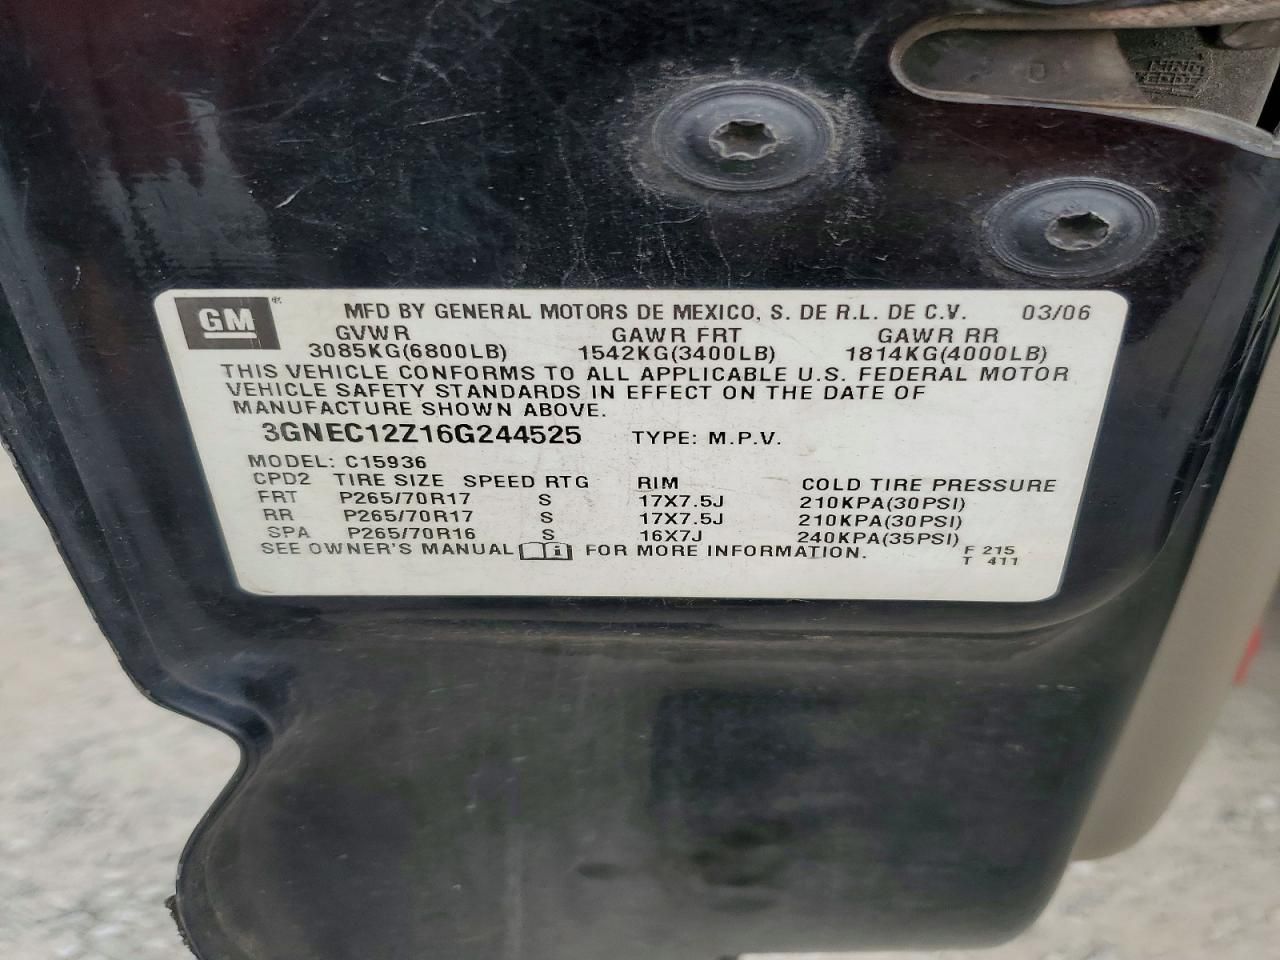 GM® MFD BY GENERAL MOTORS DE MEXICO, S. DE R.L. DE C.V. 03/06
GVWR GAWR FRT GAWR RR
3085KG(6800LB) 1542KG(3400LB) 1814KG(4000LB)
THIS VEHICLE CONFORMS TO ALL APPLICABLE U.S. FEDERAL MOTOR
VEHICLE SAFETY STANDARDS IN EFFECT ON THE DATE OF
MANUFACTURE SHOWN ABOVE.
3GNEC12Z16G244525 TYPE: M.P.V.
MODEL: C15936
CPD2 TIRE SIZE SPEED RTG RIM COLD TIRE PRESSURE
FRT P265/70R17 S 17X7.5J 210KPA(30PSI)
RR P265/70R17 S 17X7.5J 210KPA(30PSI)
SPA P265/70R16 S 16X7J 240KPA(35PSI)
SEE OWNER'S MANUAL FOR MORE INFORMATION.
F 215
T 411